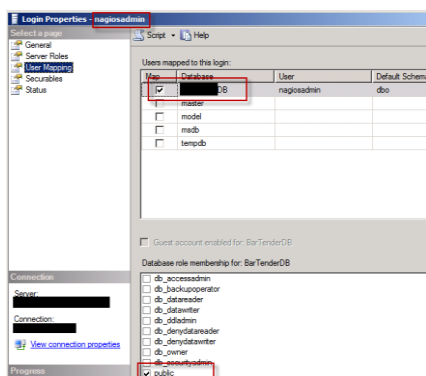 Login Properties - nagiosadmin
Select a page
General
Server Roles
User Mapping
Securables
Status
Script Help
Users mapped to this login:
Map Database User Default Schema
DB nagiosadmin dbo
master
model
msdb
tempdb
Guest account enabled for: BarTenderDB
Database role membership for: BarTenderDB
db_accessadmin
db_backupoperator
db_datareader
db_datawriter
db_ddladmin
db_denydatareader
db_denydatawriter
db_owner
db_securityadmin
public
Connection
Server:
Connection:
View connection properties
Progress